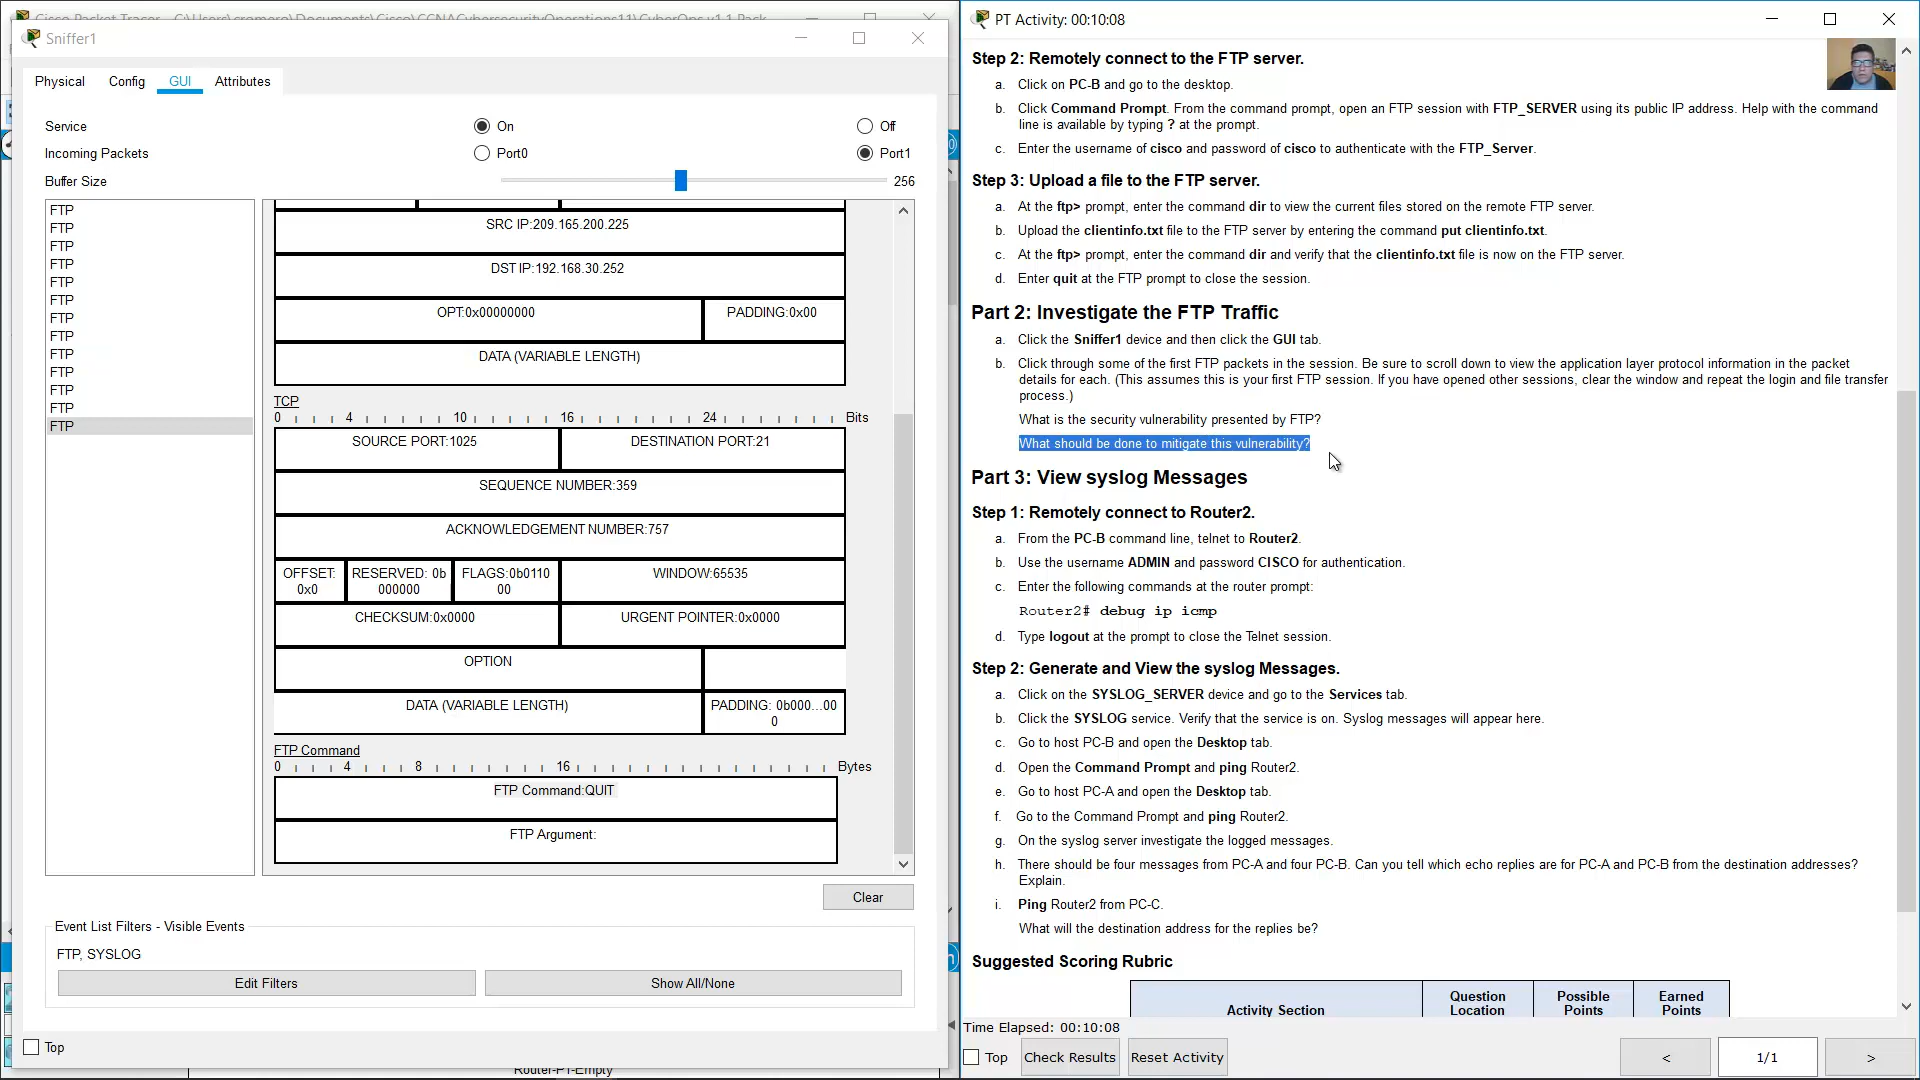 Cisco Packet Tracer - C:\Users\cromero\Documents\Cisco\CCNACybersecurityOperations11\CyberOps v1.1 Pack
Sniffer1
Physical Config GUI Attributes
Service On Off
Incoming Packets Port0 Port1
Buffer Size 256
FTP
FTP
FTP
FTP
FTP
FTP
FTP
FTP
FTP
FTP
FTP
FTP
FTP
SRC IP:209.165.200.225
DST IP:192.168.30.252
OPT:0x00000000 PADDING:0x00
DATA (VARIABLE LENGTH)
TCP
0 4 10 16 24 Bits
SOURCE PORT:1025 DESTINATION PORT:21
SEQUENCE NUMBER:359
ACKNOWLEDGEMENT NUMBER:757
OFFSET: RESERVED: 0b FLAGS:0b0110 WINDOW:65535
0x0 000000 00
CHECKSUM:0x0000 URGENT POINTER:0x0000
OPTION
DATA (VARIABLE LENGTH) PADDING: 0b000...00
0
FTP Command
0 4 8 16 Bytes
FTP Command:QUIT
FTP Argument:
Clear
Event List Filters - Visible Events
FTP, SYSLOG
Edit Filters Show All/None
Top
Router-PT-Empty
PT Activity: 00:10:08
Step 2: Remotely connect to the FTP server.
a. Click on PC-B and go to the desktop.
b. Click Command Prompt. From the command prompt, open an FTP session with FTP_SERVER using its public IP address. Help with the command
line is available by typing ? at the prompt.
c. Enter the username of cisco and password of cisco to authenticate with the FTP_Server.
Step 3: Upload a file to the FTP server.
a. At the ftp> prompt, enter the command dir to view the current files stored on the remote FTP server.
b. Upload the clientinfo.txt file to the FTP server by entering the command put clientinfo.txt.
c. At the ftp> prompt, enter the command dir and verify that the clientinfo.txt file is now on the FTP server.
d. Enter quit at the FTP prompt to close the session.
Part 2: Investigate the FTP Traffic
a. Click the Sniffer1 device and then click the GUI tab.
b. Click through some of the first FTP packets in the session. Be sure to scroll down to view the application layer protocol information in the packet
details for each. (This assumes this is your first FTP session. If you have opened other sessions, clear the window and repeat the login and file transfer
process.)
What is the security vulnerability presented by FTP?
What should be done to mitigate this vulnerability?
Part 3: View syslog Messages
Step 1: Remotely connect to Router2.
a. From the PC-B command line, telnet to Router2.
b. Use the username ADMIN and password CISCO for authentication.
c. Enter the following commands at the router prompt:
Router2# debug ip icmp
d. Type logout at the prompt to close the Telnet session.
Step 2: Generate and View the syslog Messages.
a. Click on the SYSLOG_SERVER device and go to the Services tab.
b. Click the SYSLOG service. Verify that the service is on. Syslog messages will appear here.
c. Go to host PC-B and open the Desktop tab.
d. Open the Command Prompt and ping Router2.
e. Go to host PC-A and open the Desktop tab.
f. Go to the Command Prompt and ping Router2.
g. On the syslog server investigate the logged messages.
h. There should be four messages from PC-A and four PC-B. Can you tell which echo replies are for PC-A and PC-B from the destination addresses?
Explain.
i. Ping Router2 from PC-C.
What will the destination address for the replies be?
Suggested Scoring Rubric
Activity Section Question Possible Earned
Location Points Points
Time Elapsed: 00:10:08
Top Check Results Reset Activity < 1/1 >